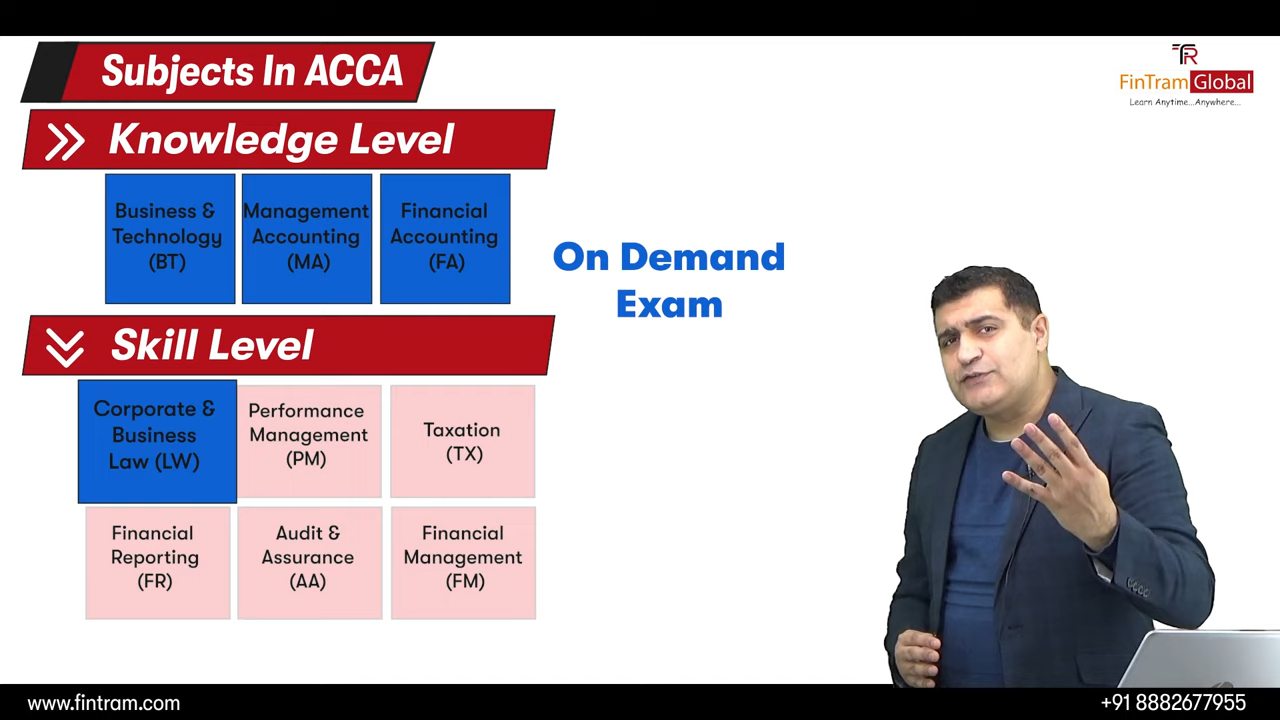 Subjects In ACCA
FinTram Global
Learn Anytime...Anywhere...
Knowledge Level
Business &
Technology
(BT)
Management
Accounting
(MA)
Financial
Accounting
(FA)
On Demand
Exam
Skill Level
Corporate &
Business
Law (LW)
Performance
Management
(PM)
Taxation
(TX)
Financial
Reporting
(FR)
Audit &
Assurance
(AA)
Financial
Management
(FM)
www.fintram.com
+91 8882677955